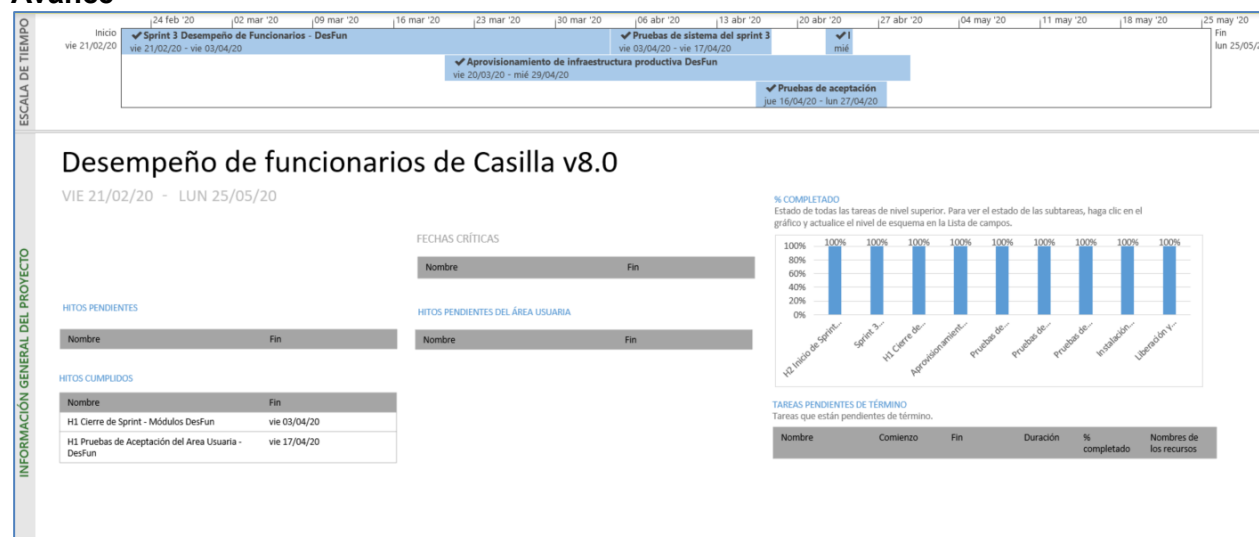 Avance
ESCALA DE TIEMPO
24 feb '20 02 mar '20 09 mar '20 16 mar '20 23 mar '20 30 mar '20 06 abr '20 13 abr '20 20 abr '20 27 abr '20 04 may '20 11 may '20 18 may '20 25 may '20
Inicio
vie 21/02/20
Sprint 3 Desempeño de Funcionarios - DesFun
vie 21/02/20 - vie 03/04/20
Pruebas de sistema del sprint 3
vie 03/04/20 - vie 17/04/20
I
mié
Fin
lun 25/05/2
Aprovisionamiento de infraestructura productiva DesFun
vie 20/03/20 - mié 29/04/20
Pruebas de aceptación
jue 16/04/20 - lun 27/04/20
INFORMACIÓN GENERAL DEL PROYECTO
Desempeño de funcionarios de Casilla v8.0
VIE 21/02/20 - LUN 25/05/20
FECHAS CRÍTICAS
Nombre Fin
HITOS PENDIENTES
Nombre Fin
HITOS PENDIENTES DEL ÁREA USUARIA
Nombre Fin
HITOS CUMPLIDOS
Nombre Fin
H1 Cierre de Sprint - Módulos DesFun vie 03/04/20
H1 Pruebas de Aceptación del Area Usuaria - vie 17/04/20
DesFun
% COMPLETADO
Estado de todas las tareas de nivel superior. Para ver el estado de las subtareas, haga clic en el
gráfico y actualice el nivel de esquema en la Lista de campos.
100% 100% 100% 100% 100% 100% 100% 100% 100%
100%
80%
60%
40%
20%
0%
H2 Inicio de Sprint...
Sprint 3...
H1 Cierre de...
Aprovisionamient...
Pruebas de...
Pruebas de...
Pruebas de...
Instalación...
Liberación y...
TAREAS PENDIENTES DE TÉRMINO
Tareas que están pendientes de término.
Nombre Comienzo Fin Duración % Nombres de
completado los recursos